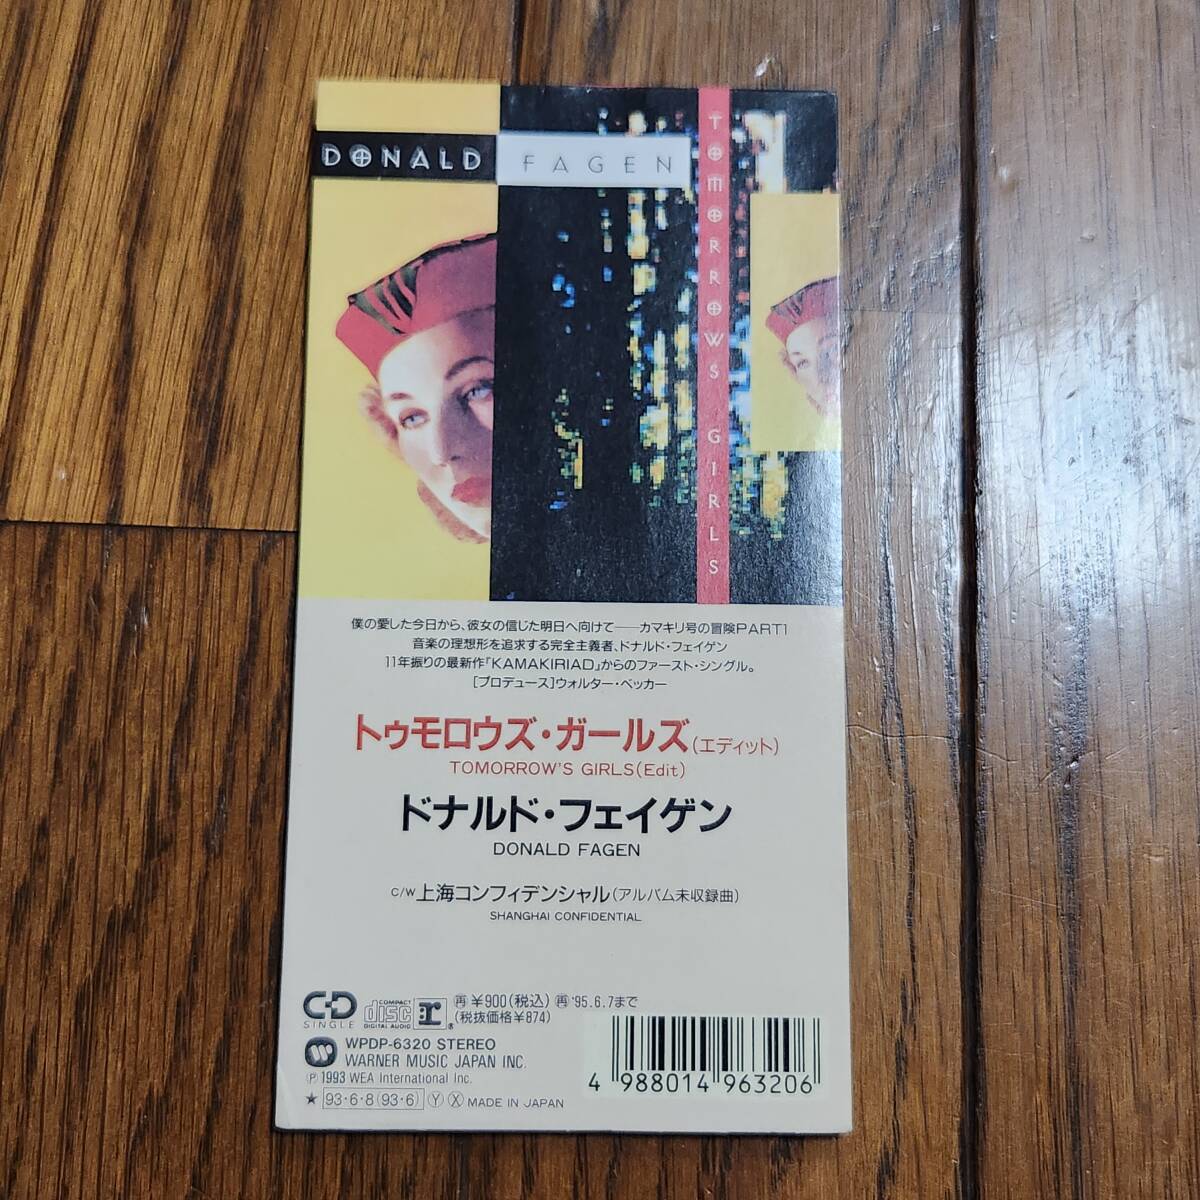 DONALD FAGEN
TOMORROW'S GIRLS
僕の愛した今日から、彼女の信じた明日へ向けて——カマキリ号の冒険PART1
音楽の理想形を追求する完全主義者、ドナルド・フェイゲン
11年振りの最新作『KAMAKIRIAD』からのファースト・シングル。
[プロデュース]ウォルター・ベッカー
トゥモロウズ・ガールズ(エディット)
TOMORROW'S GIRLS(Edit)
ドナルド・フェイゲン
DONALD FAGEN
C/W 上海コンフィデンシャル(アルバム未収録曲)
SHANGHAI CONFIDENTIAL
CD SINGLE
COMPACT disc DIGITAL AUDIO
r®
再 ¥900(税込) 再 '95.6.7まで
(税抜価格¥874)
WPDP-6320 STEREO
WARNER MUSIC JAPAN INC.
℗ 1993 WEA International Inc.
★ 93・6・8(93・6) Ⓨ Ⓧ MADE IN JAPAN
4 988014 963206